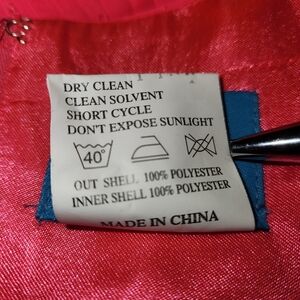 DRY CLEAN
CLEAN SOLVENT
SHORT CYCLE
DON'T EXPOSE SUNLIGHT
40°
OUT SHELL 100% POLYESTER
INNER SHELL 100% POLYESTER
MADE IN CHINA